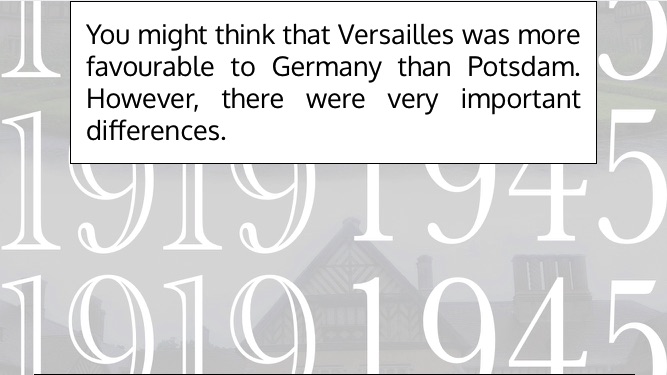 You might think that Versailles was more
favourable to Germany than Potsdam.
However, there were very important
differences.
1919 1945
1919 1945